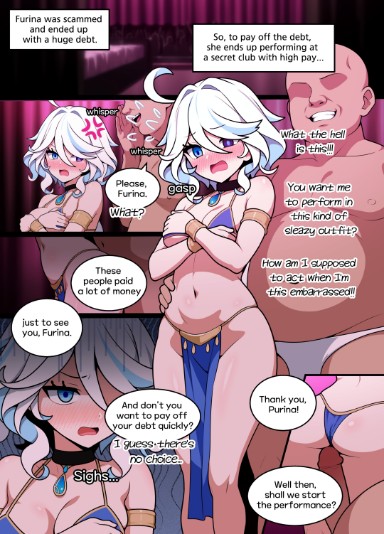 Furina was scammed
and ended up
with a huge debt.
So, to pay off the debt,
she ends up performing at
a secret club with high pay...
whisper
whisper
Please,
Furina.
What?
gasp
What the hell
is this!!!
You want me
to perform in
this kind of
sleazy outfit?
How am I supposed
to act when I'm
this embarrassed!!
These
people paid
a lot of money
just to see
you, Furina.
And don't you
want to pay off
your debt quickly?
I guess there's
no choice...
Sighs...
Thank you,
Purina!
Well then,
shall we start
the performance?